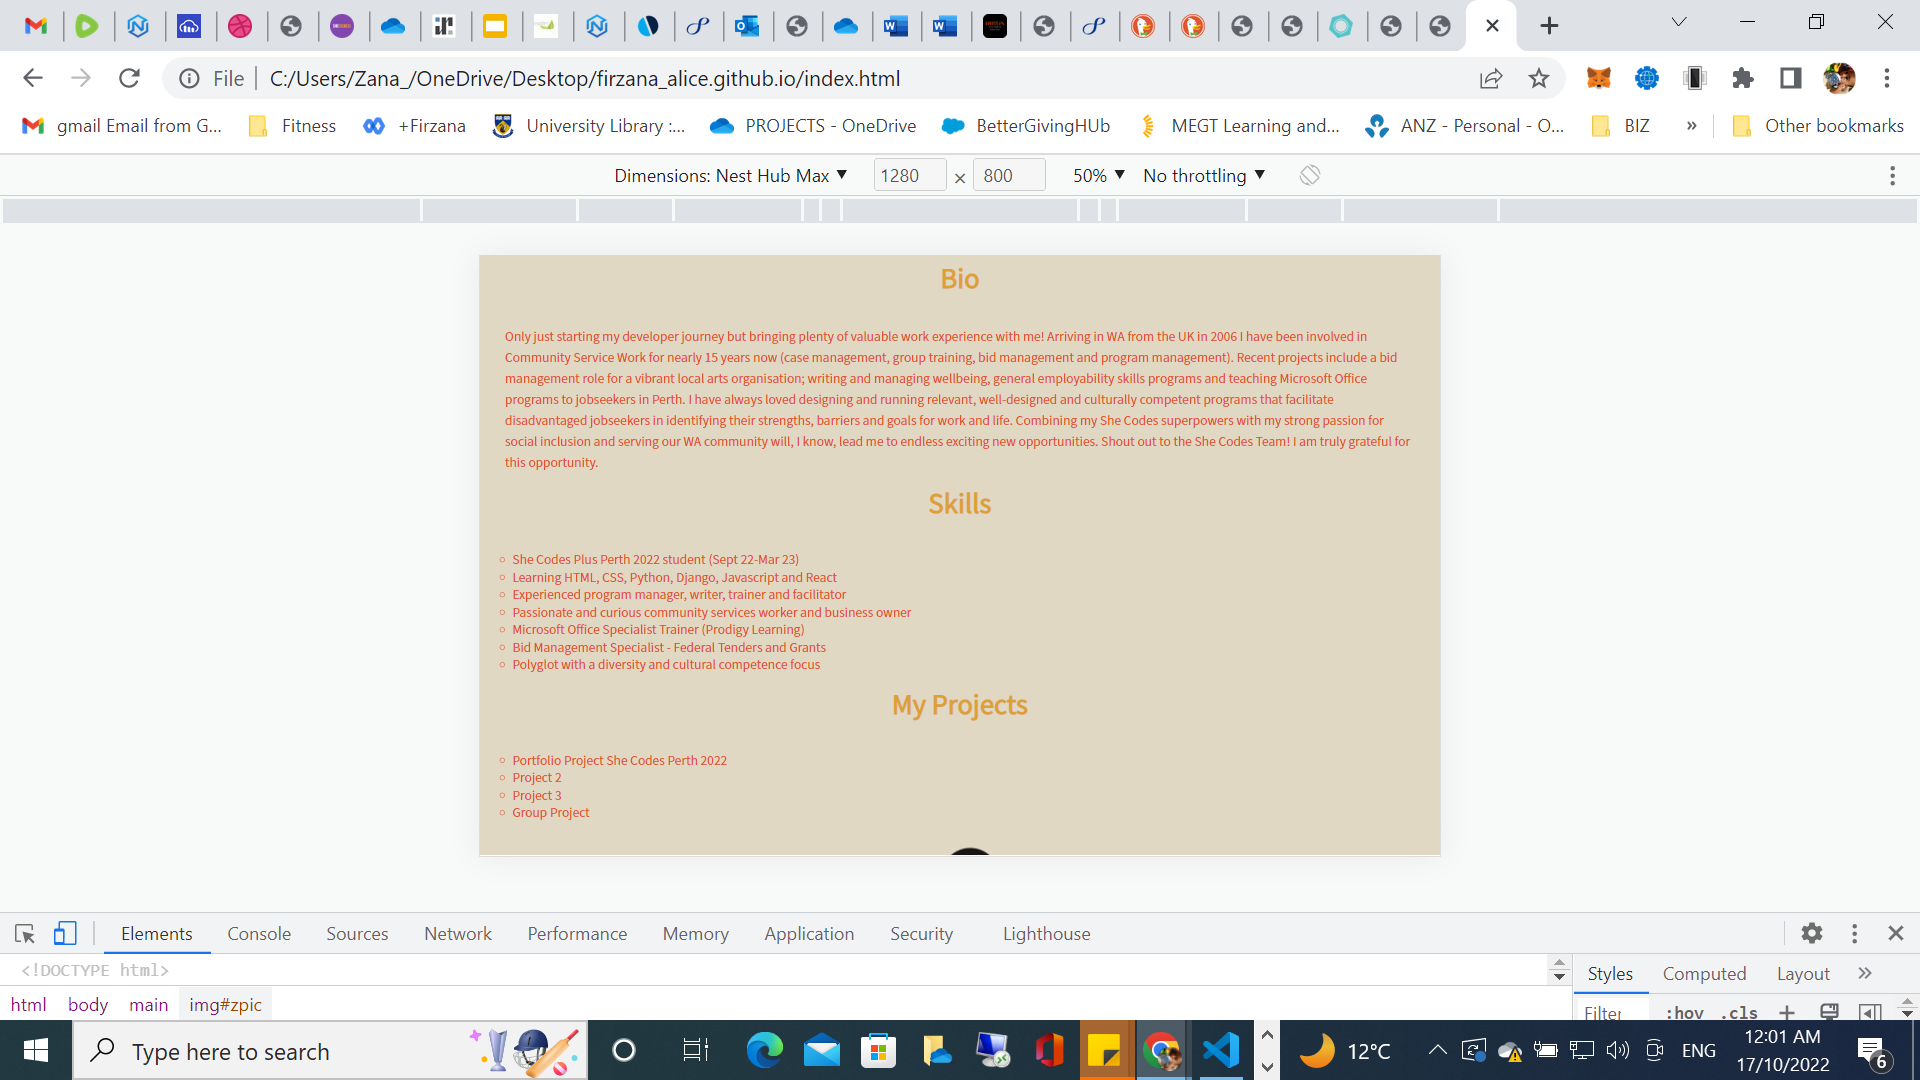 File
C:/Users/Zana_/OneDrive/Desktop/firzana_alice.github.io/index.html
gmail Email from G...
Fitness
+Firzana
University Library :...
PROJECTS - OneDrive
BetterGivingHUb
MEGT Learning and...
ANZ - Personal - O...
BIZ
»
Other bookmarks
Dimensions: Nest Hub Max ▼ 1280 × 800 50% ▼ No throttling ▼
Bio
Only just starting my developer journey but bringing plenty of valuable work experience with me! Arriving in WA from the UK in 2006 I have been involved in
Community Service Work for nearly 15 years now (case management, group training, bid management and program management). Recent projects include a bid
management role for a vibrant local arts organisation; writing and managing wellbeing, general employability skills programs and teaching Microsoft Office
programs to jobseekers in Perth. I have always loved designing and running relevant, well-designed and culturally competent programs that facilitate
disadvantaged jobseekers in identifying their strengths, barriers and goals for work and life. Combining my She Codes superpowers with my strong passion for
social inclusion and serving our WA community will, I know, lead me to endless exciting new opportunities. Shout out to the She Codes Team! I am truly grateful for
this opportunity.
Skills
She Codes Plus Perth 2022 student (Sept 22-Mar 23)
Learning HTML, CSS, Python, Django, Javascript and React
Experienced program manager, writer, trainer and facilitator
Passionate and curious community services worker and business owner
Microsoft Office Specialist Trainer (Prodigy Learning)
Bid Management Specialist - Federal Tenders and Grants
Polyglot with a diversity and cultural competence focus
My Projects
Portfolio Project She Codes Perth 2022
Project 2
Project 3
Group Project
Elements Console Sources Network Performance Memory Application Security Lighthouse
<!DOCTYPE html>
Styles Computed Layout »
html body main img#zpic
Filter :hov .cls +
Type here to search
12°C
ENG
12:01 AM
17/10/2022
6